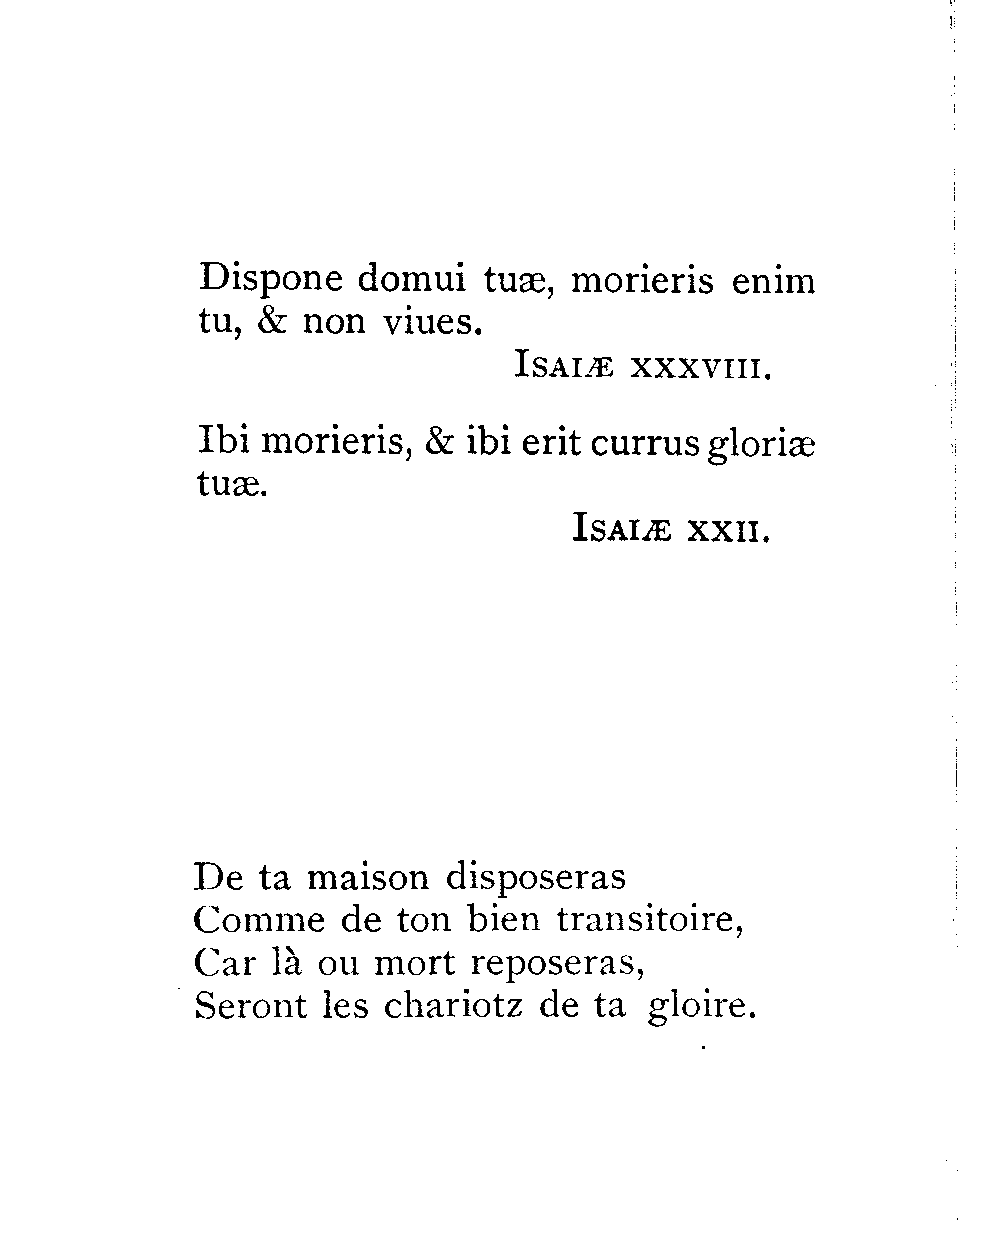 Dispone domui tuæ, morieris enim
tu, & non viues.
Isaiæ xxxviii.
Ibi morieris, & ibi erit currus gloriæ
tuæ.
Isaiæ xxii.
De ta maison disposeras
Comme de ton bien transitoire,
Car là ou mort reposeras,
Seront les chariotz de ta gloire.